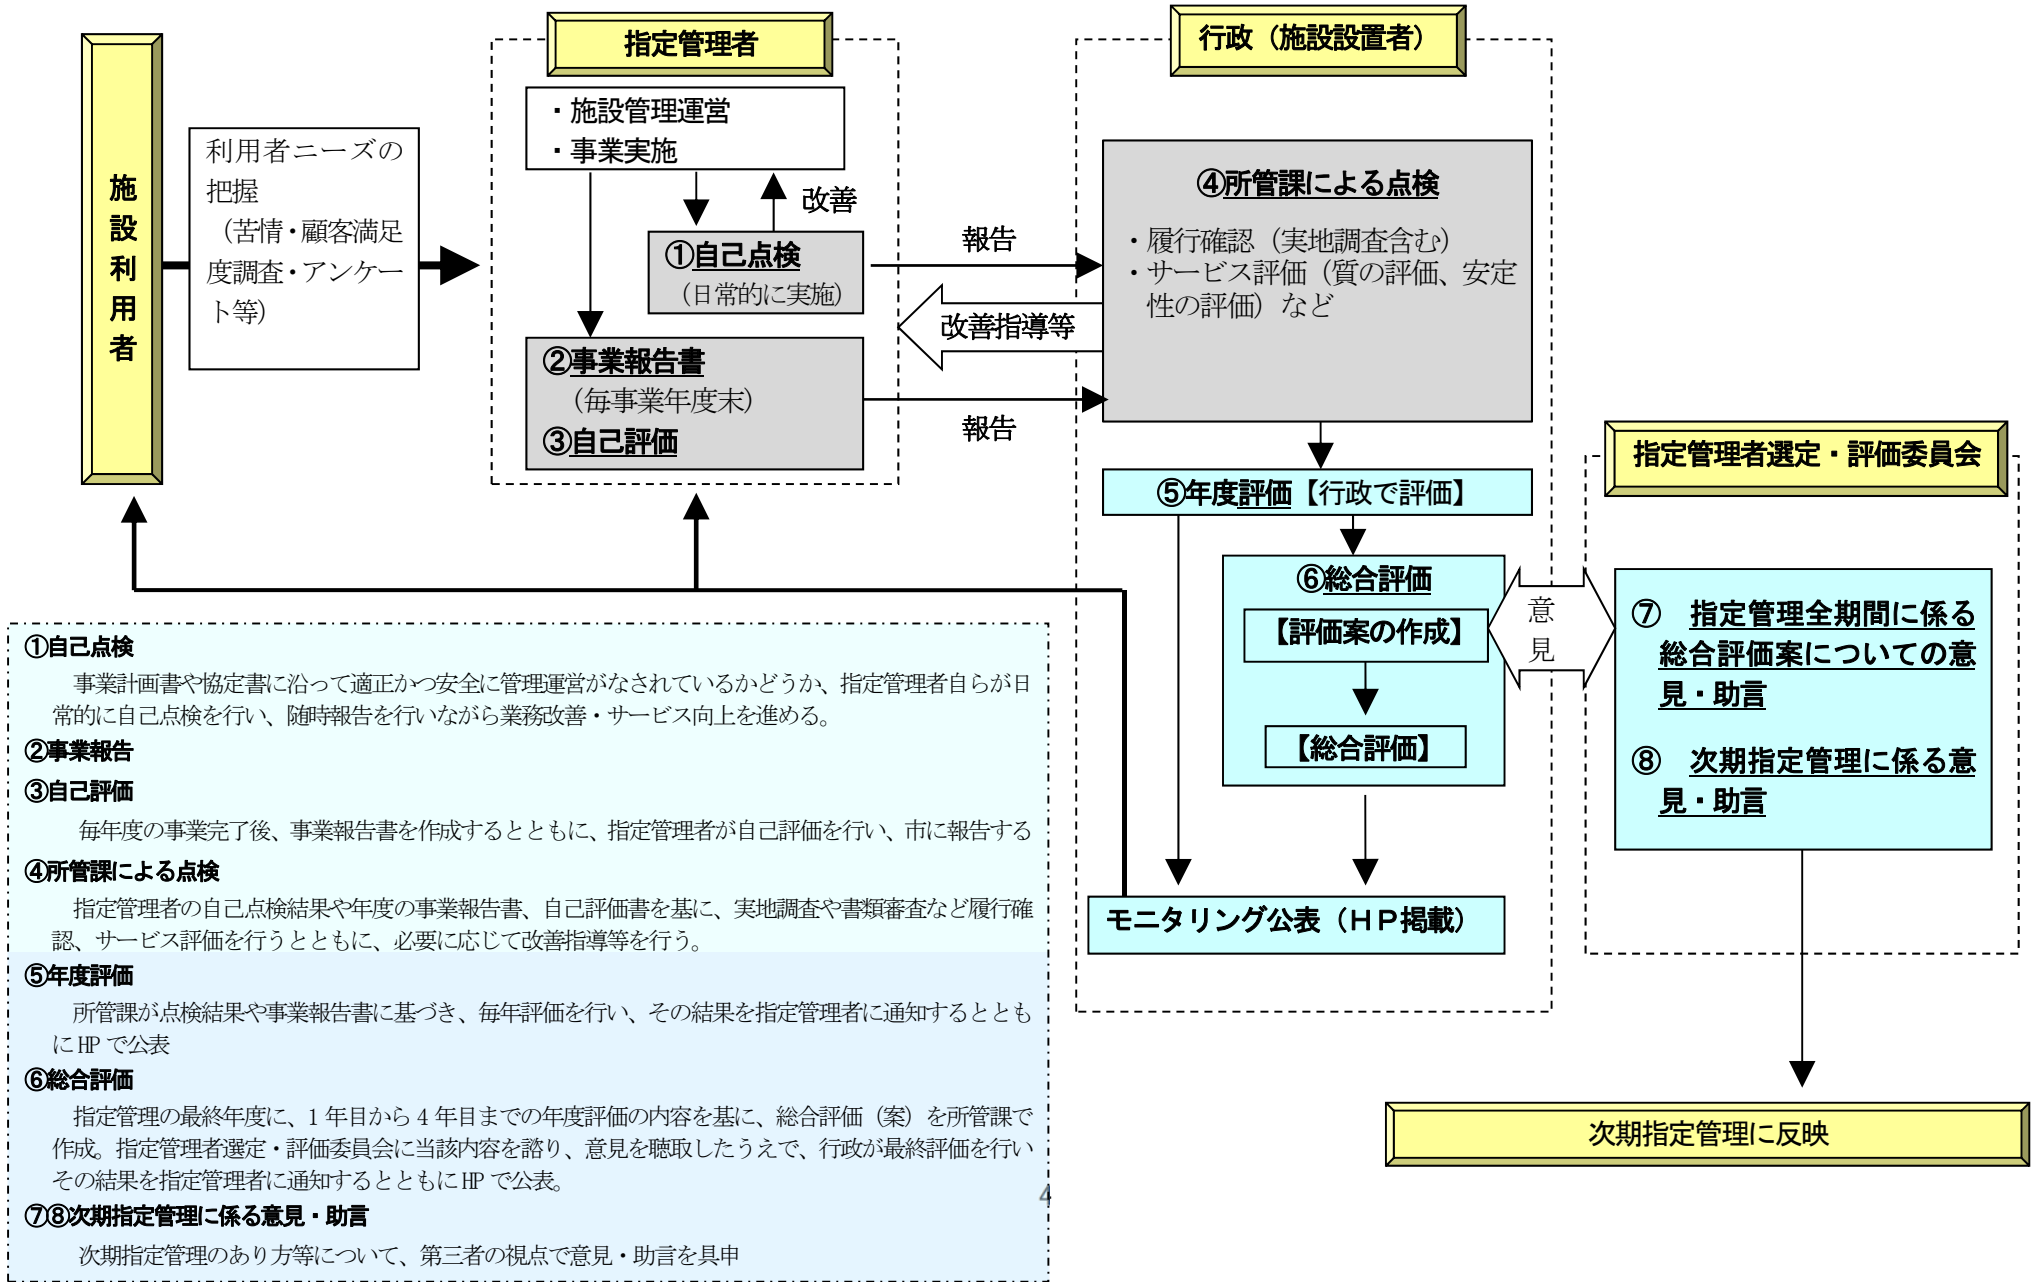 施設利用者
利用者ニーズの
把握
（苦情・顧客満足
度調査・アンケー
ト等）
指定管理者
・施設管理運営
・事業実施
改善
①自己点検
（日常的に実施）
②事業報告書
（毎事業年度末）
③自己評価
報告
改善指導等
報告
行政（施設設置者）
④所管課による点検
・履行確認（実地調査含む）
・サービス評価（質の評価、安定
性の評価）など
⑤年度評価【行政で評価】
⑥総合評価
【評価案の作成】
【総合評価】
意
見
モニタリング公表（ＨＰ掲載）
指定管理者選定・評価委員会
⑦　指定管理全期間に係る
総合評価案についての意
見・助言
⑧　次期指定管理に係る意
見・助言
次期指定管理に反映
①自己点検
事業計画書や協定書に沿って適正かつ安全に管理運営がなされているかどうか、指定管理者自らが日
常的に自己点検を行い、随時報告を行いながら業務改善・サービス向上を進める。
②事業報告
③自己評価
毎年度の事業完了後、事業報告書を作成するとともに、指定管理者が自己評価を行い、市に報告する
④所管課による点検
指定管理者の自己点検結果や年度の事業報告書、自己評価書を基に、実地調査や書類審査など履行確
認、サービス評価を行うとともに、必要に応じて改善指導等を行う。
⑤年度評価
所管課が点検結果や事業報告書に基づき、毎年評価を行い、その結果を指定管理者に通知するととも
にHP で公表
⑥総合評価
指定管理の最終年度に、1 年目から 4 年目までの年度評価の内容を基に、総合評価（案）を所管課で
作成。指定管理者選定・評価委員会に当該内容を諮り、意見を聴取したうえで、行政が最終評価を行い
その結果を指定管理者に通知するとともにHP で公表。
⑦⑧次期指定管理に係る意見・助言
次期指定管理のあり方等について、第三者の視点で意見・助言を具申
4